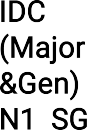 IDC
(Major
&Gen)
N1 SG